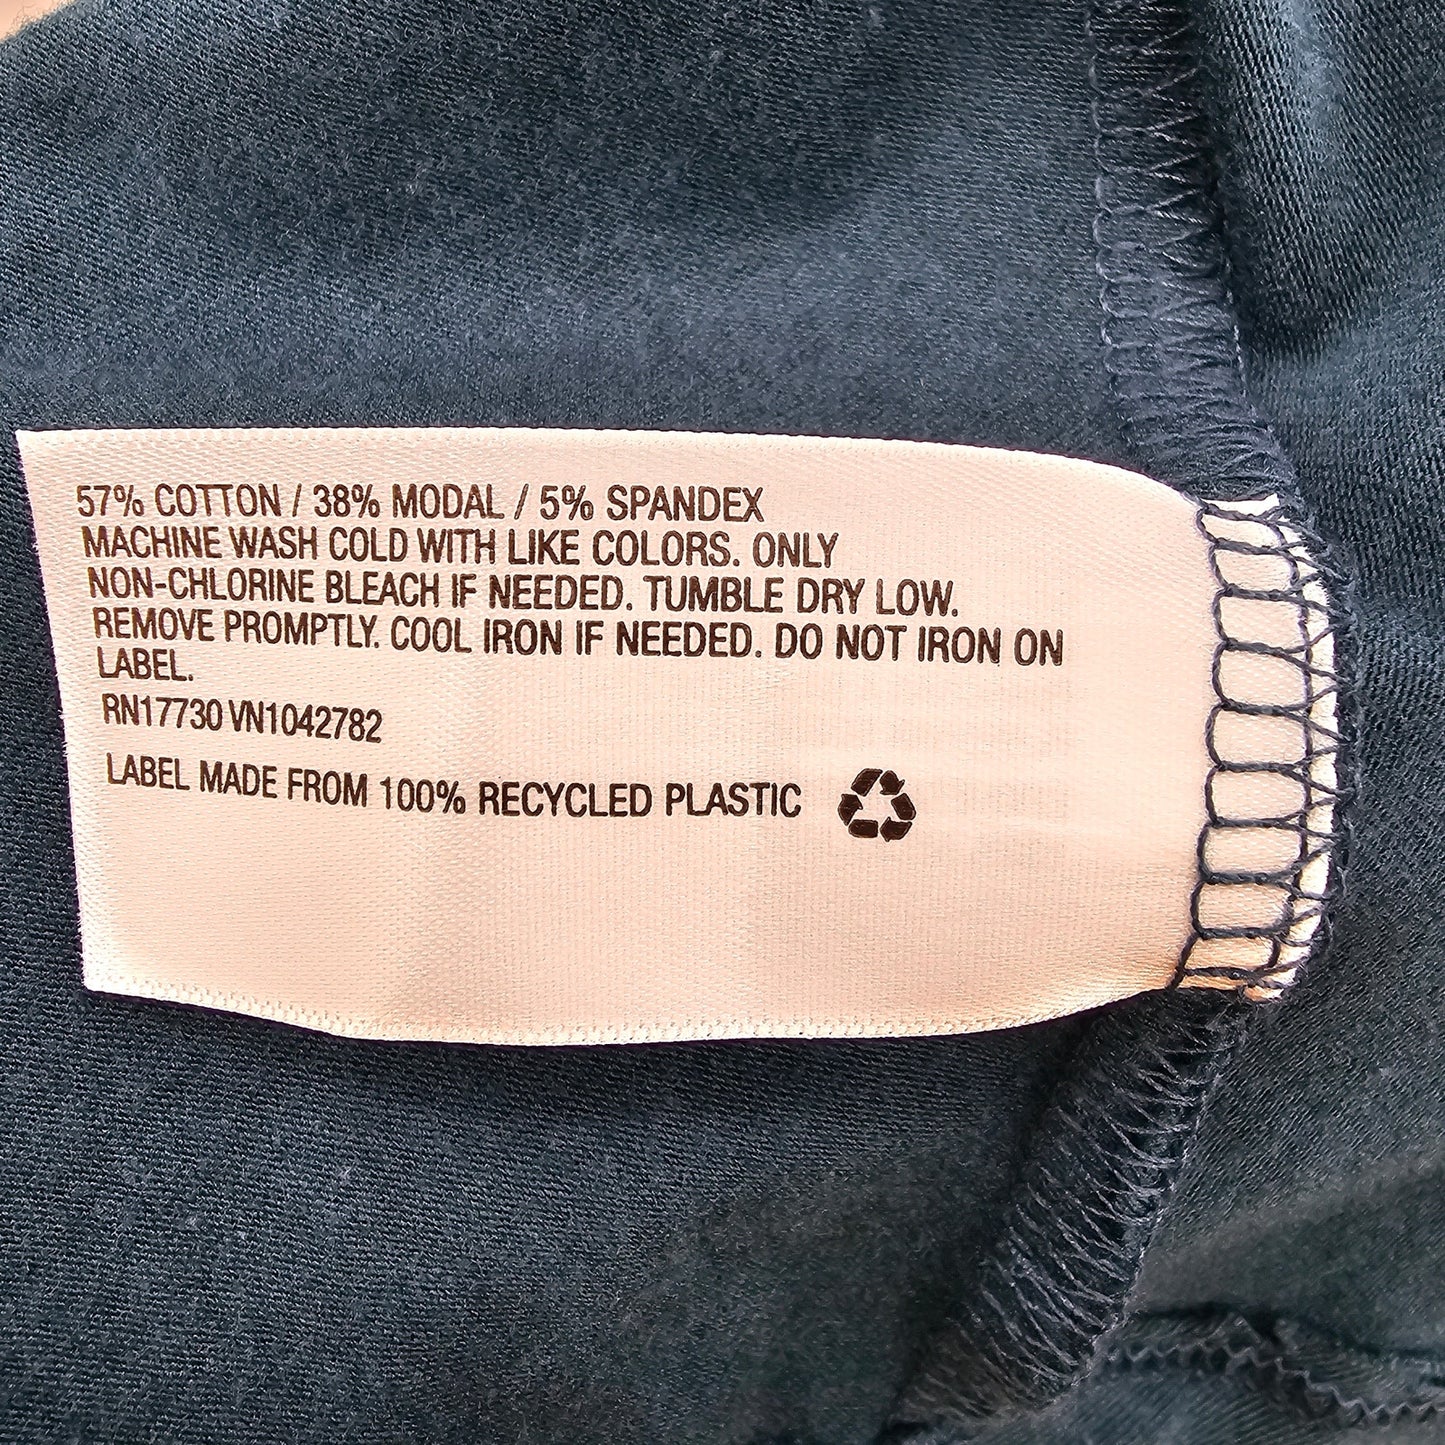 57% COTTON / 38% MODAL / 5% SPANDEX
MACHINE WASH COLD WITH LIKE COLORS. ONLY
NON-CHLORINE BLEACH IF NEEDED. TUMBLE DRY LOW.
REMOVE PROMPTLY. COOL IRON IF NEEDED. DO NOT IRON ON
LABEL.
RN17730 VN1042782
LABEL MADE FROM 100% RECYCLED PLASTIC